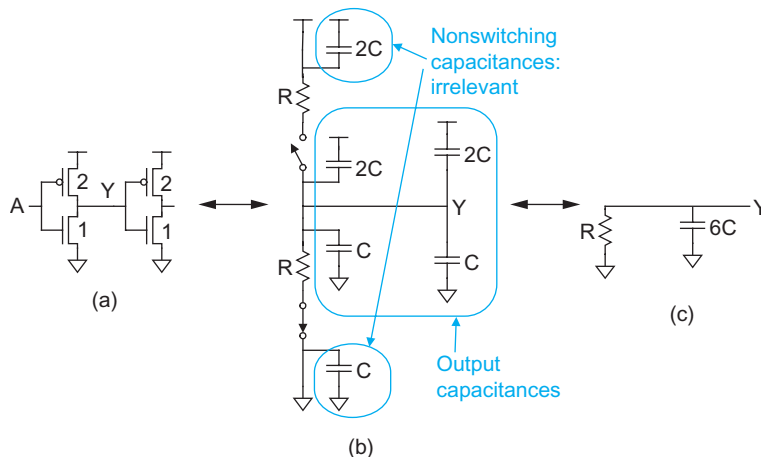 Nonswitching
capacitances:
irrelevant
2C
R
2C
2C
A
2
1
Y
2
1
(a)
Y
R
C
C
C
Output
capacitances
(b)
R
6C
Y
(c)